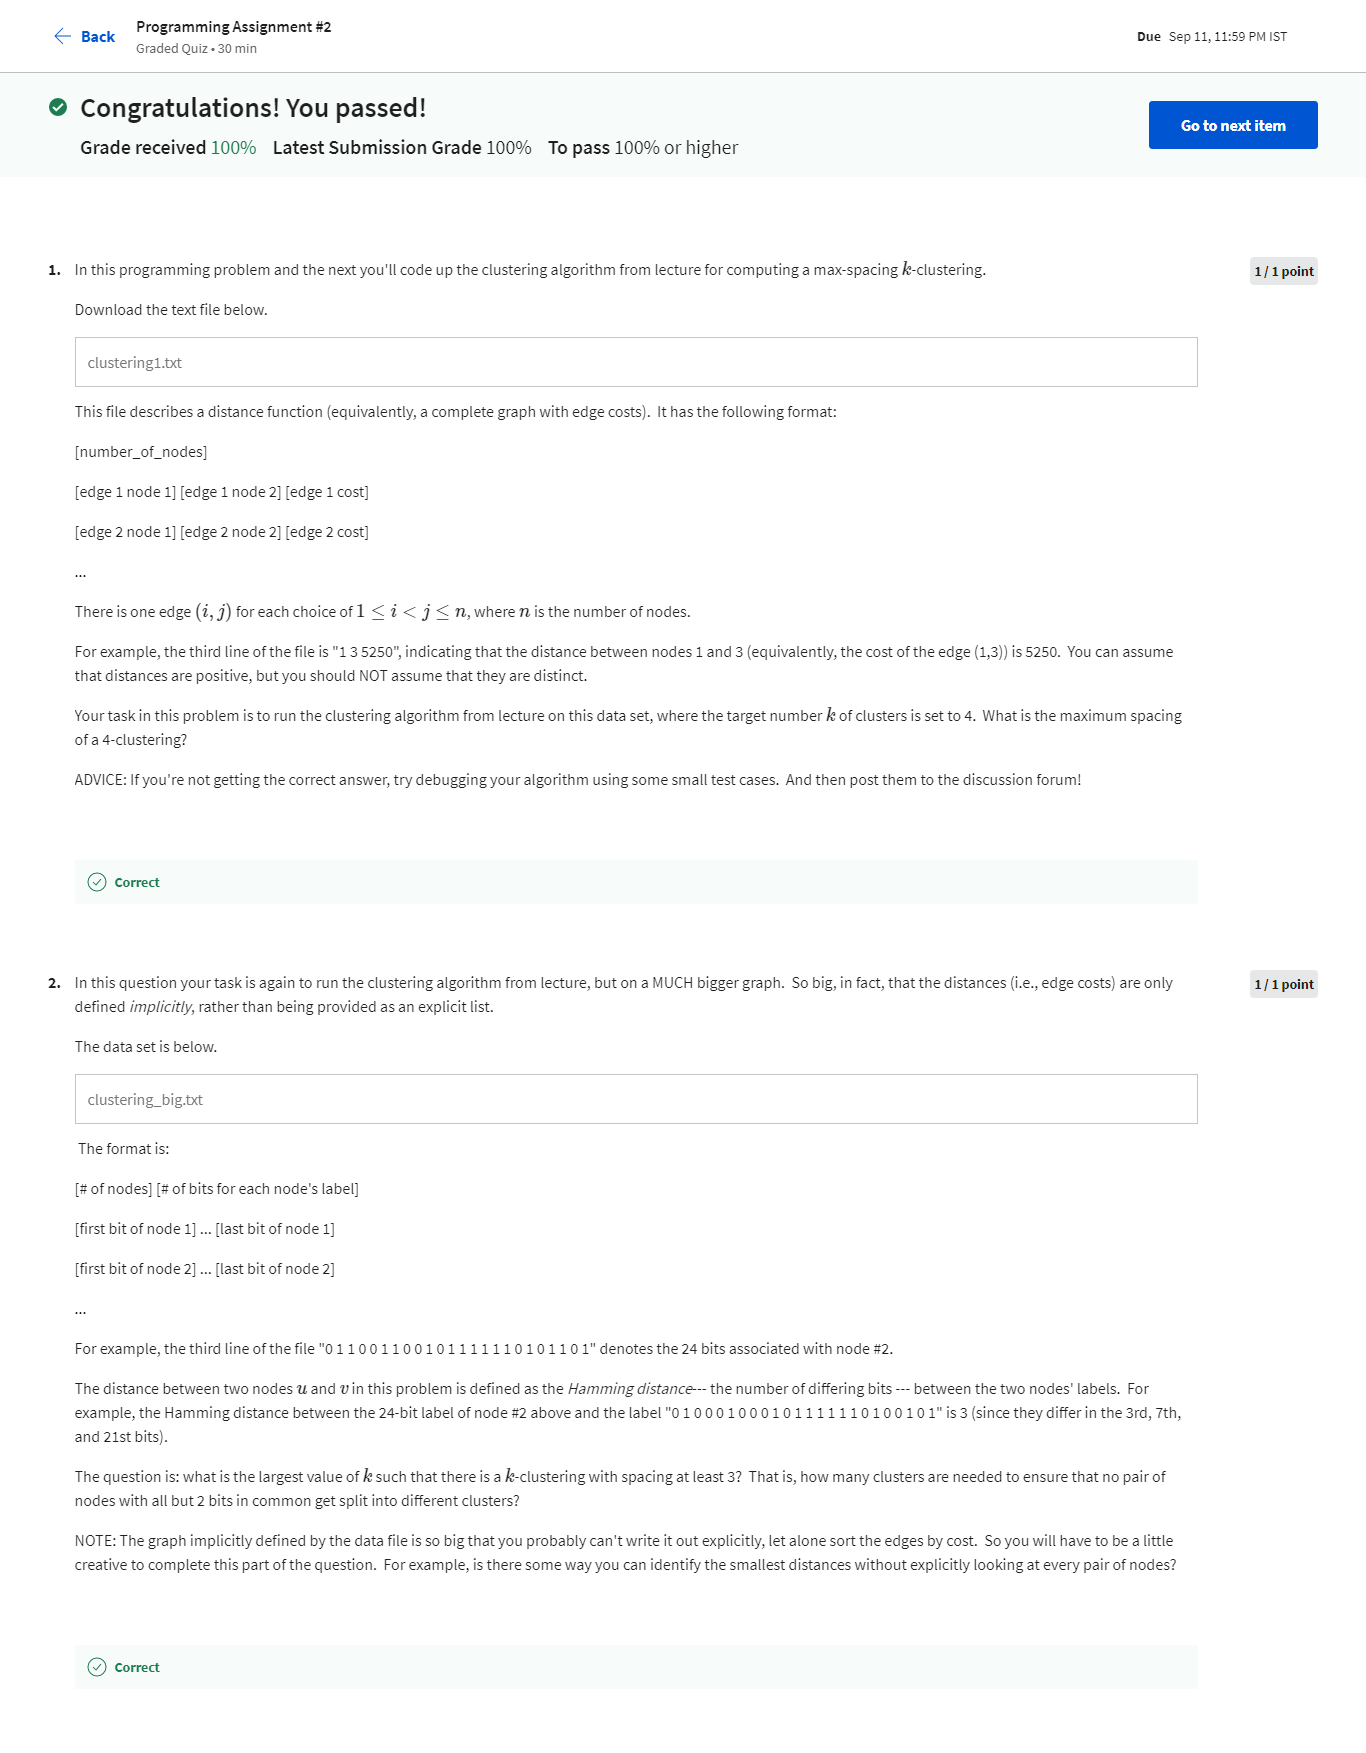 Back
Programming Assignment #2
Graded Quiz • 30 min
Due Sep 11, 11:59 PM IST
Congratulations! You passed!
Grade received 100% Latest Submission Grade 100% To pass 100% or higher
Go to next item
1. In this programming problem and the next you'll code up the clustering algorithm from lecture for computing a max-spacing k-clustering.
1 / 1 point
Download the text file below.
clustering1.txt
This file describes a distance function (equivalently, a complete graph with edge costs). It has the following format:
[number_of_nodes]
[edge 1 node 1] [edge 1 node 2] [edge 1 cost]
[edge 2 node 1] [edge 2 node 2] [edge 2 cost]
...
There is one edge (i, j) for each choice of 1 ≤ i < j ≤ n, where n is the number of nodes.
For example, the third line of the file is "1 3 5250", indicating that the distance between nodes 1 and 3 (equivalently, the cost of the edge (1,3)) is 5250. You can assume
that distances are positive, but you should NOT assume that they are distinct.
Your task in this problem is to run the clustering algorithm from lecture on this data set, where the target number k of clusters is set to 4. What is the maximum spacing
of a 4-clustering?
ADVICE: If you're not getting the correct answer, try debugging your algorithm using some small test cases. And then post them to the discussion forum!
Correct
2. In this question your task is again to run the clustering algorithm from lecture, but on a MUCH bigger graph. So big, in fact, that the distances (i.e., edge costs) are only
defined implicitly, rather than being provided as an explicit list.
1 / 1 point
The data set is below.
clustering_big.txt
The format is:
[# of nodes] [# of bits for each node's label]
[first bit of node 1] ... [last bit of node 1]
[first bit of node 2] ... [last bit of node 2]
...
For example, the third line of the file "0 1 1 0 0 1 1 0 0 1 0 1 1 1 1 1 1 0 1 0 1 1 0 1" denotes the 24 bits associated with node #2.
The distance between two nodes u and v in this problem is defined as the Hamming distance--- the number of differing bits --- between the two nodes' labels. For
example, the Hamming distance between the 24-bit label of node #2 above and the label "0 1 0 0 0 1 0 0 0 1 0 1 1 1 1 1 1 0 1 0 0 1 0 1" is 3 (since they differ in the 3rd, 7th,
and 21st bits).
The question is: what is the largest value of k such that there is a k-clustering with spacing at least 3? That is, how many clusters are needed to ensure that no pair of
nodes with all but 2 bits in common get split into different clusters?
NOTE: The graph implicitly defined by the data file is so big that you probably can't write it out explicitly, let alone sort the edges by cost. So you will have to be a little
creative to complete this part of the question. For example, is there some way you can identify the smallest distances without explicitly looking at every pair of nodes?
Correct